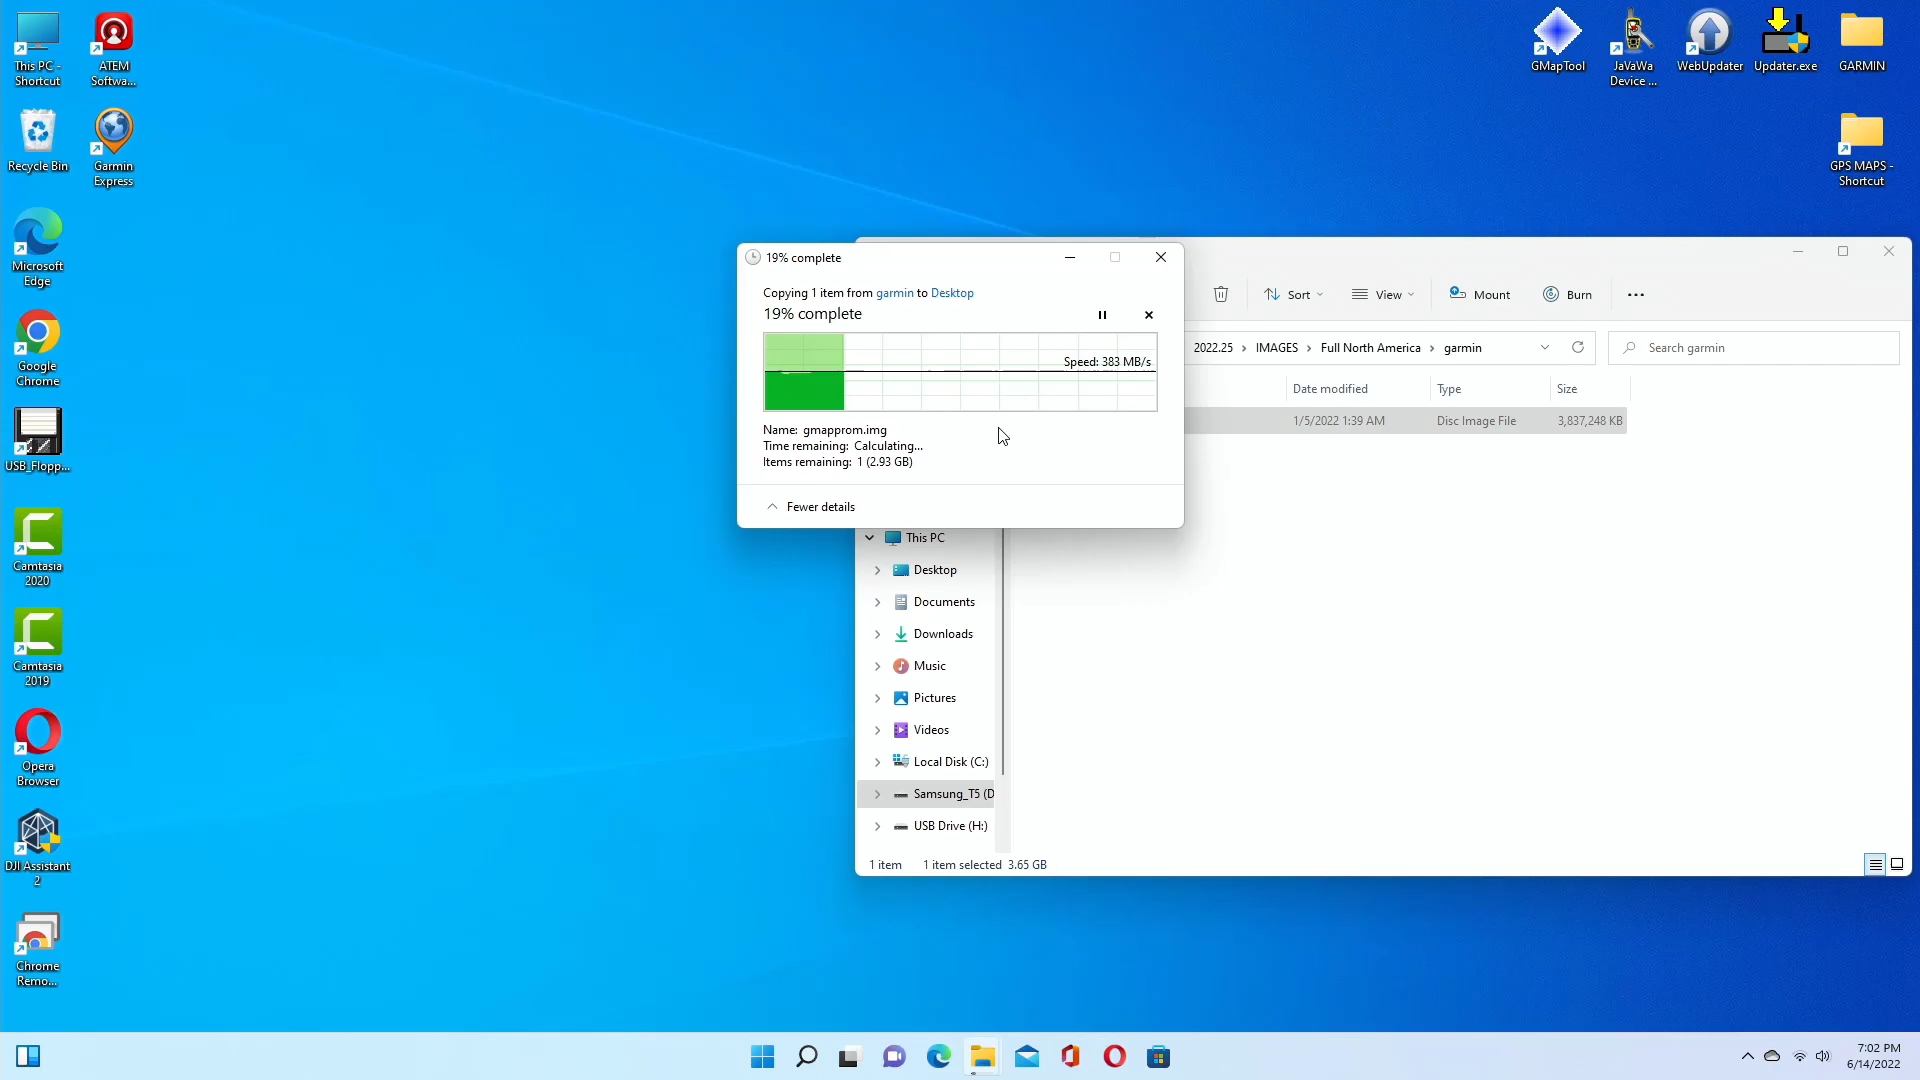 This PC -
Shortcut
ATEM
Softwa...
GMapTool
JaVaWa
Device ...
WebUpdater
Updater.exe
GARMIN
Recycle Bin
Garmin
Express
GPS MAPS -
Shortcut
Microsoft
Edge
Google
Chrome
USB_Flopp...
Camtasia
2020
Camtasia
2019
Opera
Browser
DJI Assistant
2
Chrome
Remo...
19% complete
Copying 1 item from garmin to Desktop
19% complete
Speed: 383 MB/s
Name: gmapprom.img
Time remaining: Calculating...
Items remaining: 1 (2.93 GB)
Fewer details
Sort
View
Mount
Burn
2022.25 > IMAGES > Full North America > garmin
Search garmin
Date modified
Type
Size
1/5/2022 1:39 AM
Disc Image File
3,837,248 KB
This PC
Desktop
Documents
Downloads
Music
Pictures
Videos
Local Disk (C:)
Samsung_T5 (D
USB Drive (H:)
1 item
1 item selected 3.65 GB
7:02 PM
6/14/2022